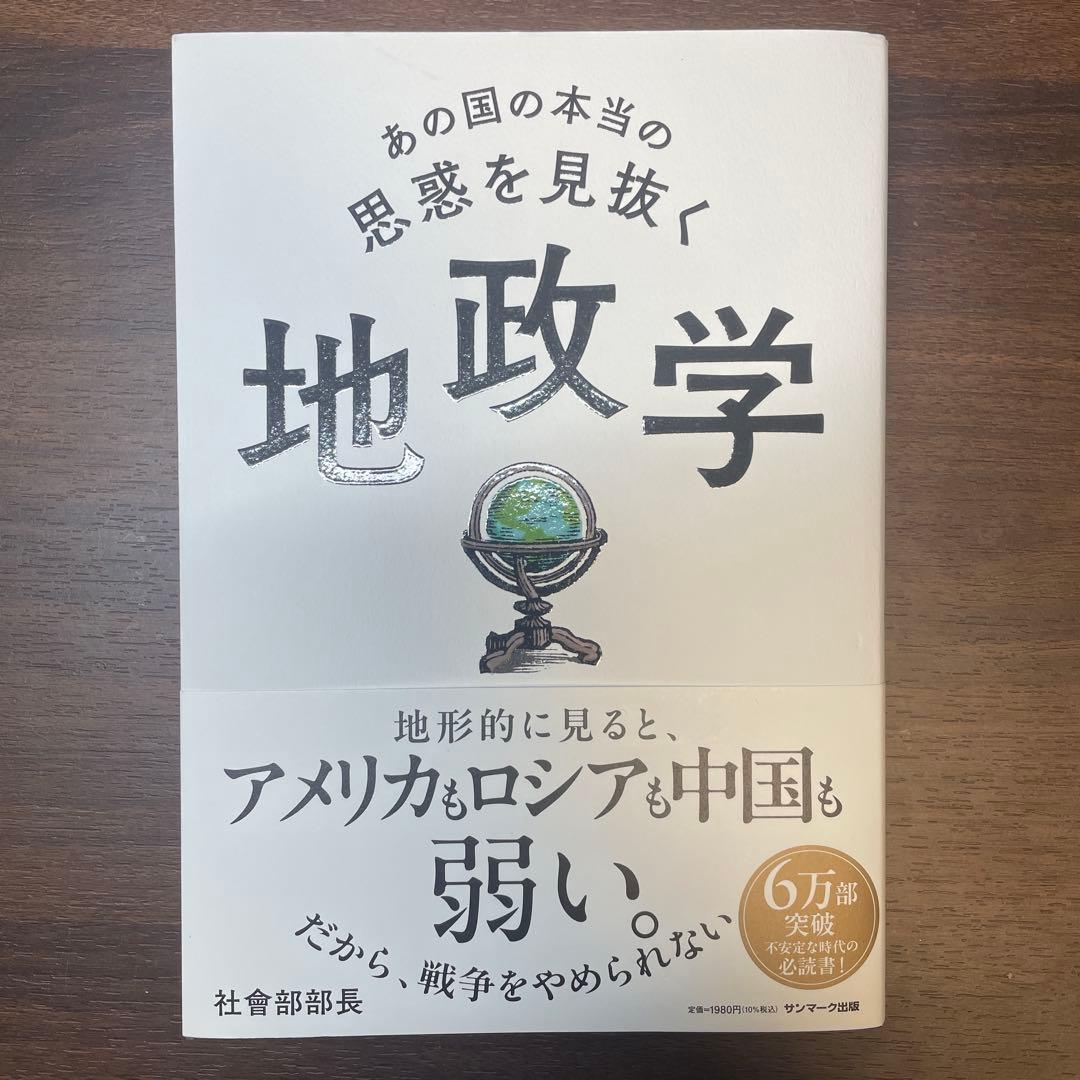 あの国の本当の
思惑を見抜く
地政学
地形的に見ると、
アメリカもロシアも中国も
弱い。
だから、戦争をやめられない
6万部
突破
不安定な時代の
必読書!
社會部部長
定価=1980円(10%税込) サンマーク出版